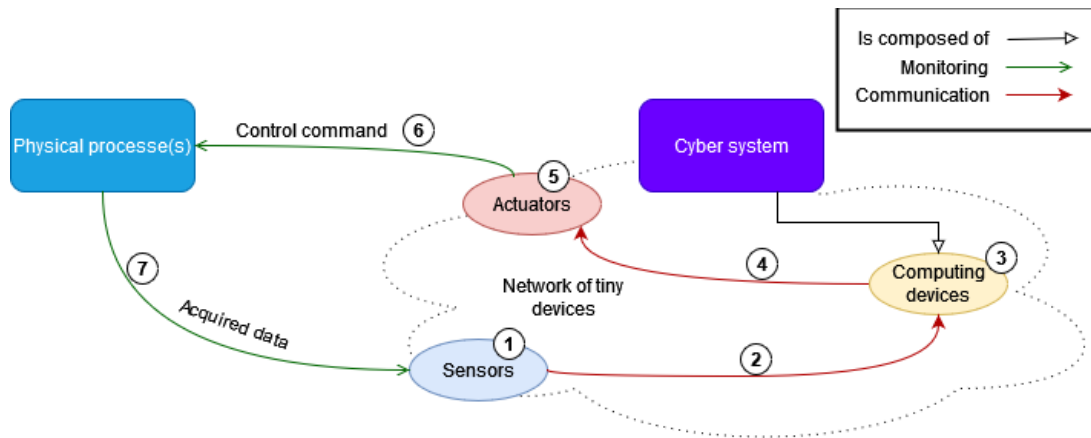 Is composed of
Monitoring
Communication
Physical processe(s)
Control command
6
Cyber system
5
Actuators
3
Computing
devices
4
Network of tiny
devices
7
Acquired data
1
Sensors
2